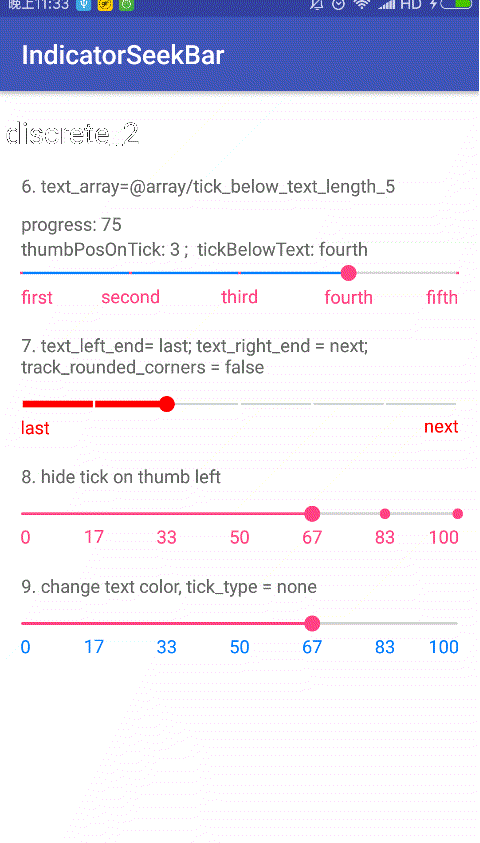 晚上11:33 HD
IndicatorSeekBar
discrete_2
6. text_array=@array/tick_below_text_length_5
progress: 75
thumbPosOnTick: 3 ;  tickBelowText: fourth
first second third fourth fifth
7. text_left_end= last; text_right_end = next;
track_rounded_corners = false
last next
8. hide tick on thumb left
0 17 33 50 67 83 100
9. change text color, tick_type = none
0 17 33 50 67 83 100